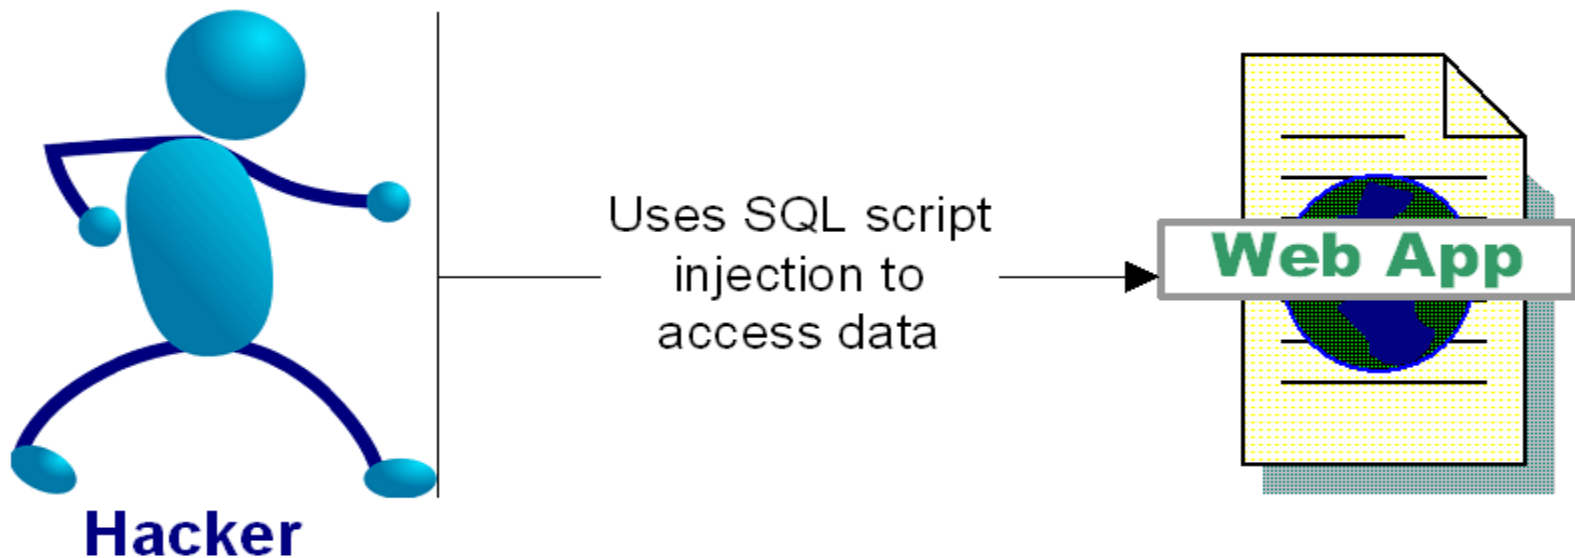 Uses SQL script
injection to
access data
Web App
Hacker